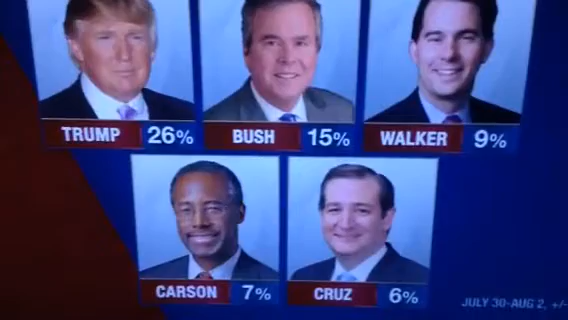 TRUMP 26% BUSH 15% WALKER 9%
CARSON 7% CRUZ 6%
JULY 30-AUG 2, +/-